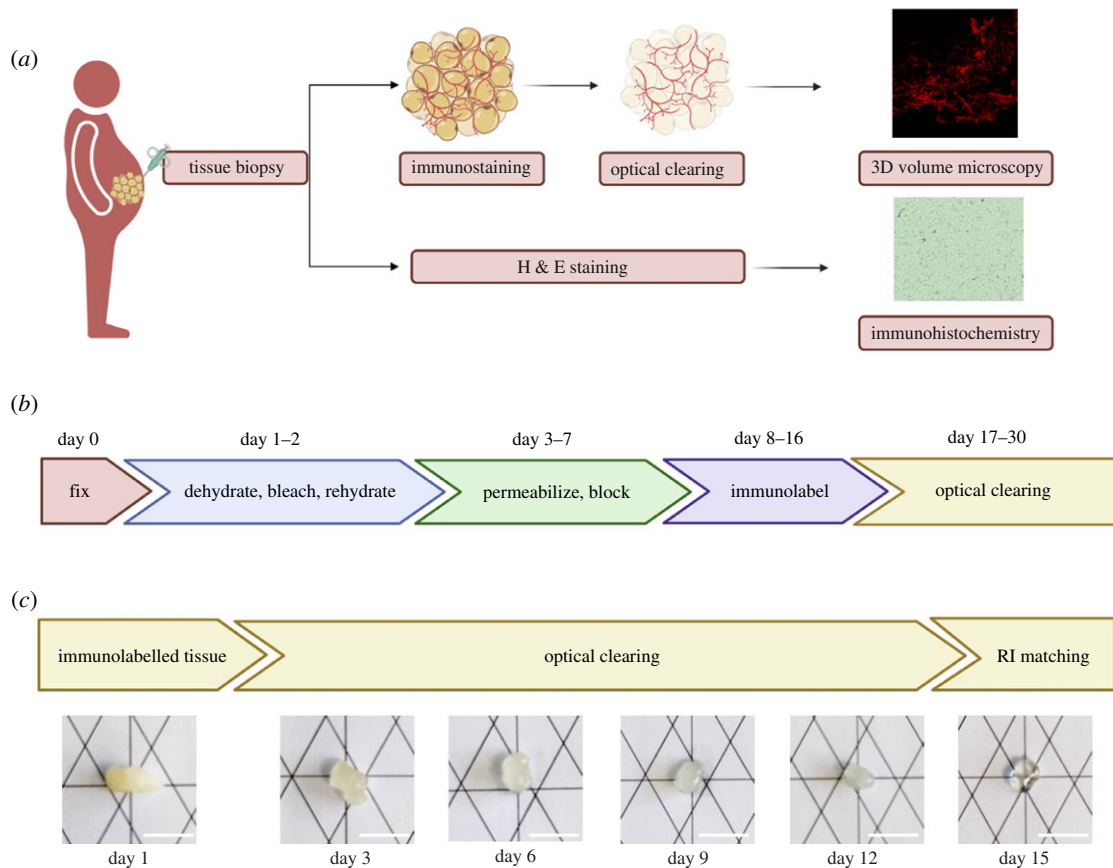 (a)
tissue biopsy
immunostaining
optical clearing
3D volume microscopy
H & E staining
immunohistochemistry
(b)
day 0
day 1–2
day 3–7
day 8–16
day 17–30
fix
dehydrate, bleach, rehydrate
permeabilize, block
immunolabel
optical clearing
(c)
immunolabelled tissue
optical clearing
RI matching
day 1
day 3
day 6
day 9
day 12
day 15